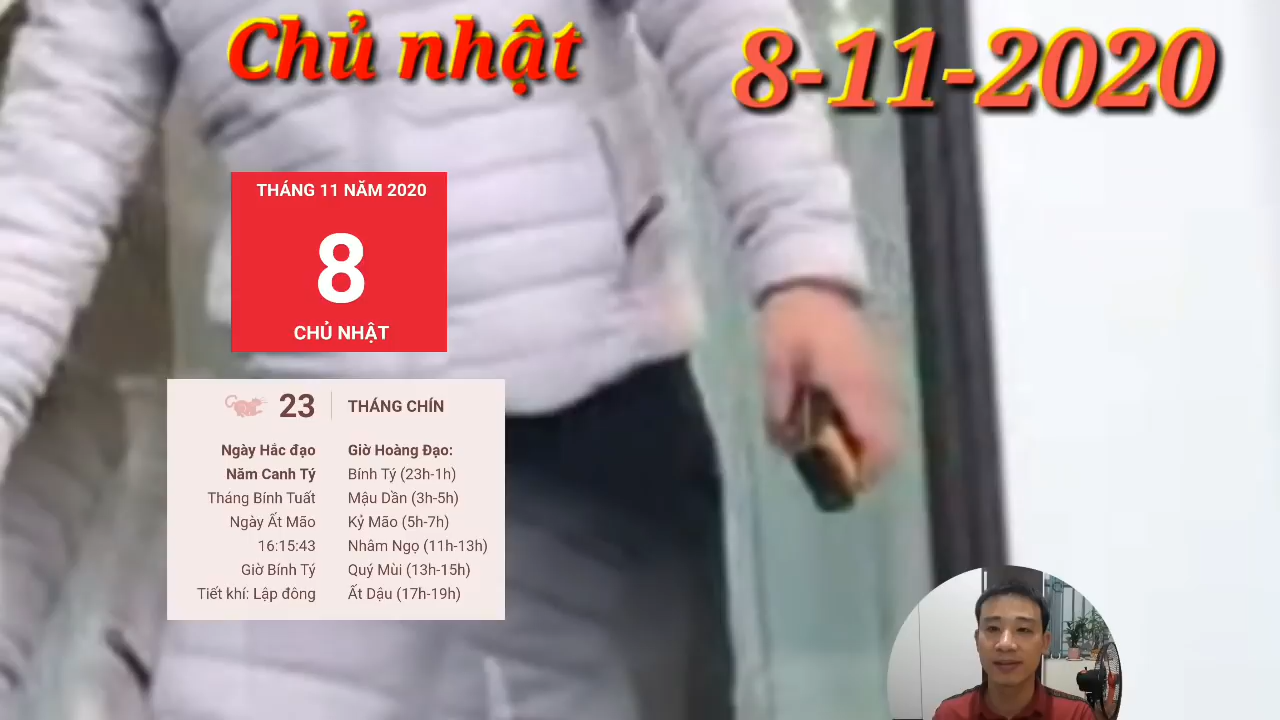 Chủ nhật
8-11-2020
THÁNG 11 NĂM 2020
8
CHỦ NHẬT
23
THÁNG CHÍN
Ngày Hắc đạo
Năm Canh Tý
Tháng Bính Tuất
Ngày Ất Mão
16:15:43
Giờ Bính Tý
Tiết khí: Lập đông
Giờ Hoàng Đạo:
Bính Tý (23h-1h)
Mậu Dần (3h-5h)
Kỷ Mão (5h-7h)
Nhâm Ngọ (11h-13h)
Quý Mùi (13h-15h)
Ất Dậu (17h-19h)